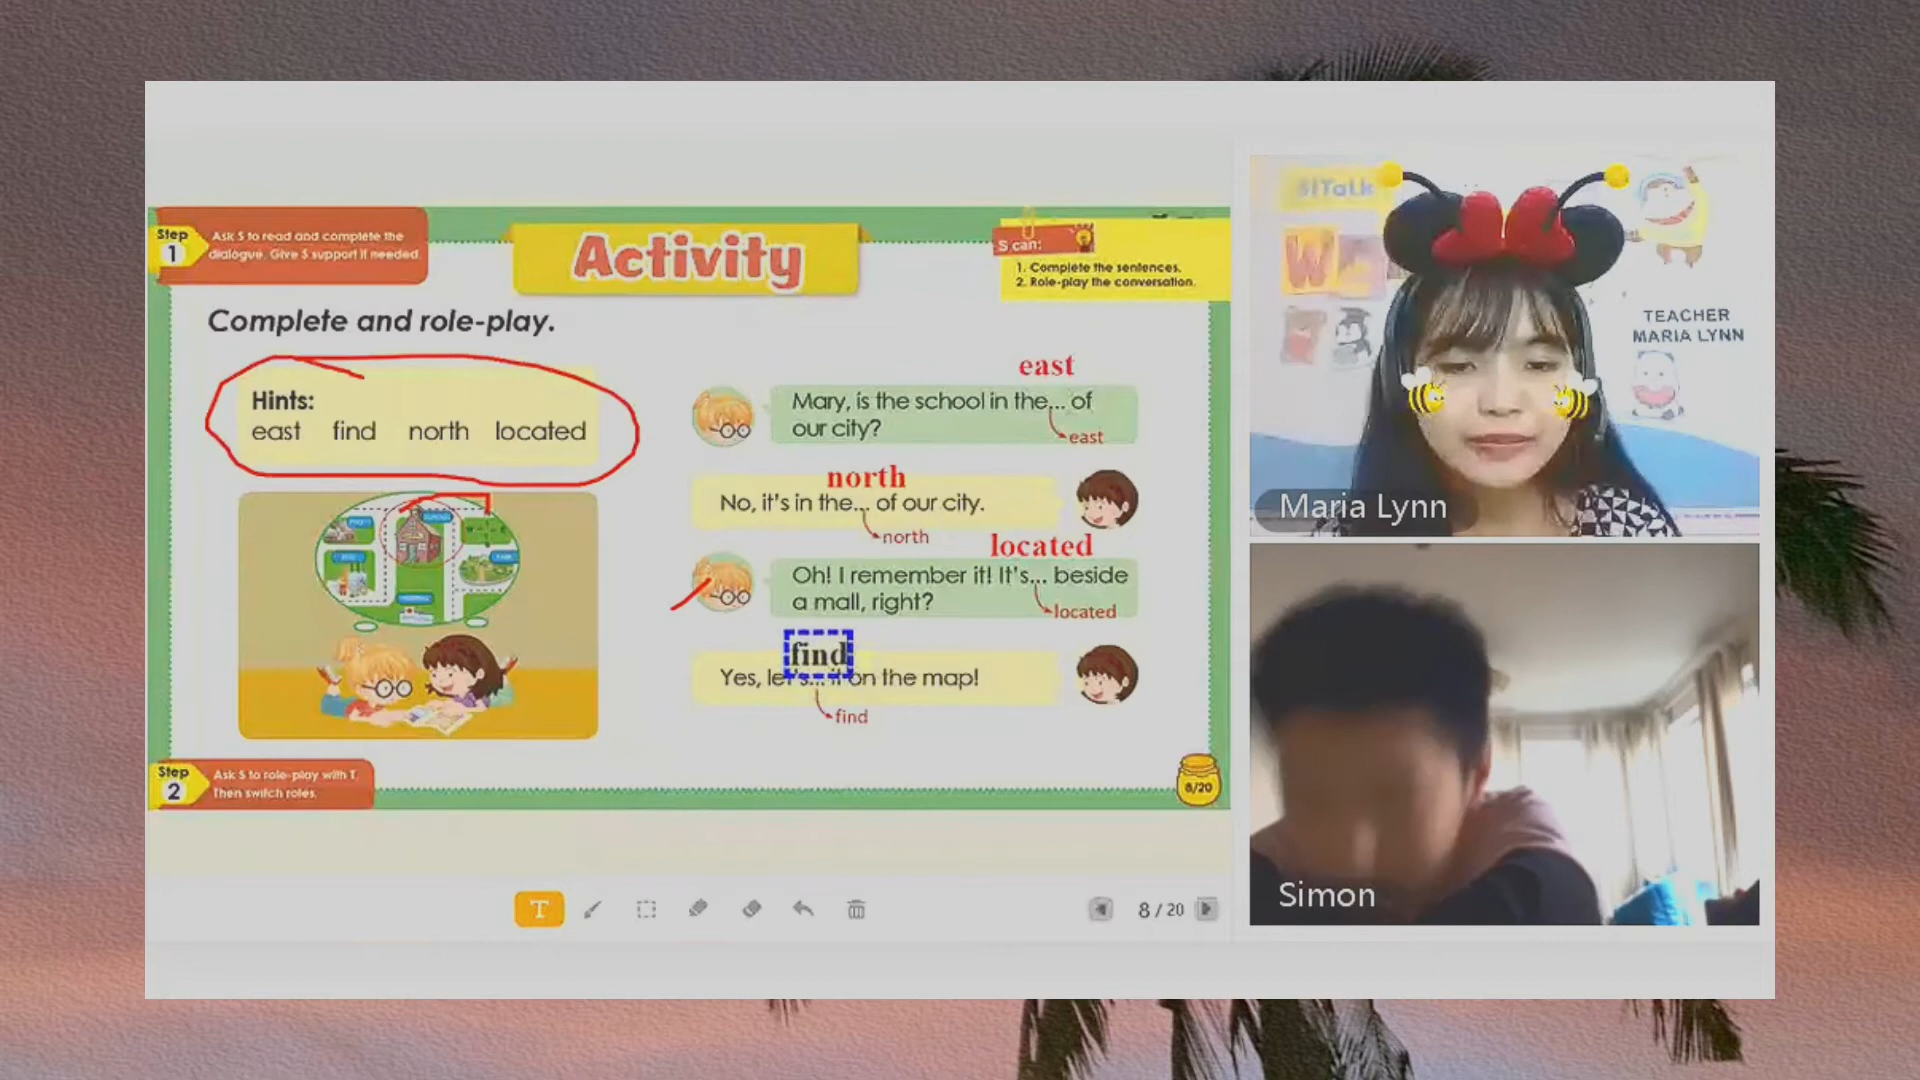 Step
1
Ask S to read and complete the
dialogue. Give S support if needed.
Activity
S can:
1. Complete the sentences.
2. Role-play the conversation.
Complete and role-play.
Hints:
east find north located
east
Mary, is the school in the... of
our city?
east
north
No, it's in the... of our city.
north
located
Oh! I remember it! It's... beside
a mall, right?
located
find
Yes, let's... it on the map!
find
Step
2
Ask S to role-play with T.
Then switch roles.
8/20
T
8 / 20
51Talk
TEACHER
MARIA LYNN
Maria Lynn
Simon